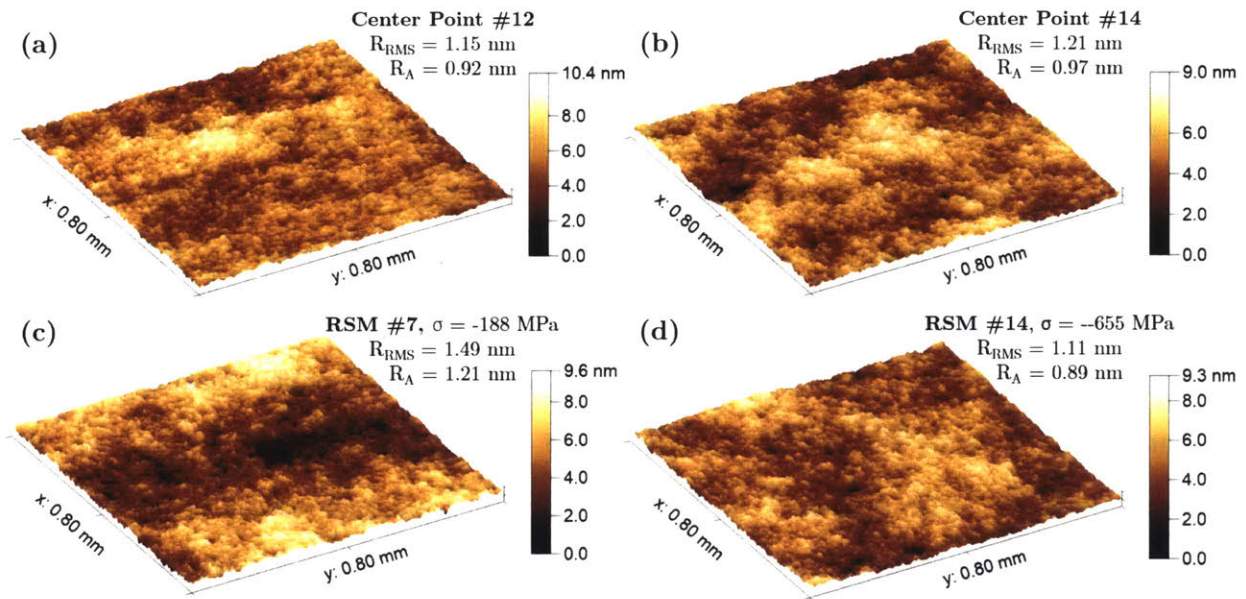 (a)
Center Point #12
R_RMS = 1.15 nm
R_A = 0.92 nm
10.4 nm
8.0
6.0
4.0
2.0
0.0
x: 0.80 mm
y: 0.80 mm
(b)
Center Point #14
R_RMS = 1.21 nm
R_A = 0.97 nm
9.0 nm
6.0
4.0
2.0
0.0
x: 0.80 mm
y: 0.80 mm
(c)
RSM #7, σ = -188 MPa
R_RMS = 1.49 nm
R_A = 1.21 nm
9.6 nm
8.0
6.0
4.0
2.0
0.0
x: 0.80 mm
y: 0.80 mm
(d)
RSM #14, σ = --655 MPa
R_RMS = 1.11 nm
R_A = 0.89 nm
9.3 nm
8.0
6.0
4.0
2.0
0.0
x: 0.80 mm
y: 0.80 mm